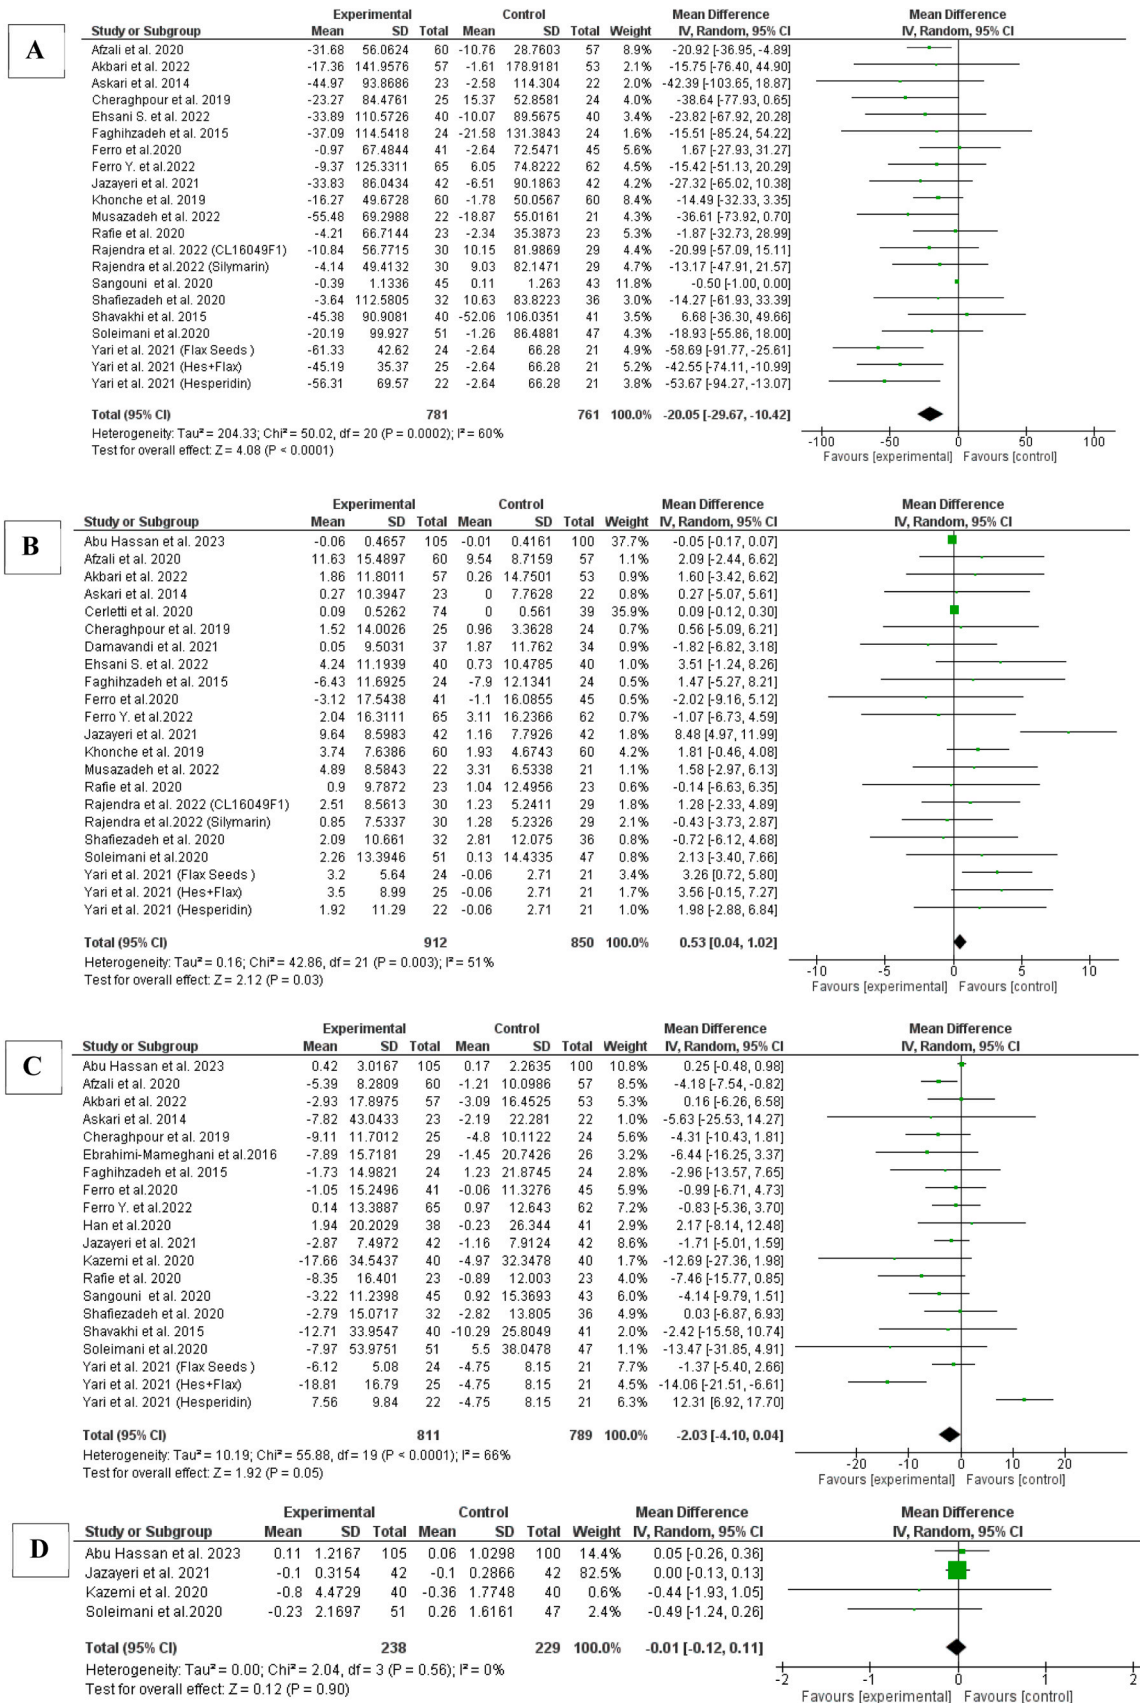 A
Experimental Control Mean Difference Mean Difference
Study or Subgroup Mean SD Total Mean SD Total Weight IV, Random, 95% CI IV, Random, 95% CI
Afzali et al. 2020 -31.68 56.0624 60 -10.76 28.7603 57 8.9% -20.92 [-36.95, -4.89]
Akbari et al. 2022 -17.36 141.9576 57 -1.61 178.9181 53 2.1% -15.75 [-76.40, 44.90]
Askari et al. 2014 -44.97 93.8686 23 -2.58 114.304 22 2.0% -42.39 [-103.65, 18.87]
Cheraghpour et al. 2019 -23.27 84.4761 25 15.37 52.8581 24 4.0% -38.64 [-77.93, 0.65]
Ehsani S. et al. 2022 -33.89 110.5726 40 -10.07 89.5675 40 3.4% -23.82 [-67.92, 20.28]
Faghihzadeh et al. 2015 -37.09 114.5418 24 -21.58 131.3843 24 1.7% -15.51 [-85.24, 54.22]
Ferro et al.2020 -0.97 67.4844 41 -2.64 72.5471 45 5.6% 1.67 [-27.93, 31.27]
Ferro Y. et al.2022 -9.37 125.3311 65 6.05 74.8222 62 4.5% -15.42 [-51.13, 20.29]
Jazayeri et al. 2021 -33.83 86.0434 42 -6.51 90.1863 42 4.2% -27.32 [-65.02, 10.38]
Khonche et al. 2019 -16.27 49.6728 60 -1.78 50.0567 60 8.4% -14.49 [-32.33, 3.35]
Musazadeh et al. 2022 -55.48 69.2988 22 -18.87 55.0161 21 4.3% -36.61 [-73.92, 0.70]
Rafie et al. 2020 -4.21 66.7144 23 -2.34 35.3873 23 5.3% -1.87 [-32.73, 28.99]
Rajendra et al. 2022 (CL16049F1) -10.84 56.7715 30 10.15 81.9869 29 4.4% -20.99 [-57.09, 15.11]
Rajendra et al.2022 (Silymarin) -4.14 49.4132 30 9.03 82.1471 29 4.7% -13.17 [-47.91, 21.57]
Sangouni et al. 2020 -0.39 1.1336 45 0.11 1.263 43 11.8% -0.50 [-1.00, 0.00]
Shafiezadeh et al. 2020 -3.64 112.5805 32 10.63 83.8223 36 3.0% -14.27 [-61.93, 33.39]
Shavakhi et al. 2015 -45.38 90.9081 40 -52.06 106.0351 41 3.5% 6.68 [-36.30, 49.66]
Soleimani et al.2020 -20.19 99.927 51 -1.26 86.4881 47 4.3% -18.93 [-55.86, 18.00]
Yari et al. 2021 (Flax Seeds ) -61.33 42.62 24 -2.64 66.28 21 4.9% -58.69 [-91.77, -25.61]
Yari et al. 2021 (Hes+Flax) -45.19 35.37 25 -2.64 66.28 21 5.2% -42.55 [-74.11, -10.99]
Yari et al. 2021 (Hesperidin) -56.31 69.57 22 -2.64 66.28 21 3.8% -53.67 [-94.27, -13.07]
Total (95% CI) 781 761 100.0% -20.05 [-29.67, -10.42]
Heterogeneity: Tau² = 204.33; Chi² = 50.02, df = 20 (P = 0.0002); I² = 60%
Test for overall effect: Z = 4.08 (P < 0.0001)
-100 -50 0 50 100
Favours [experimental] Favours [control]
B
Experimental Control Mean Difference Mean Difference
Study or Subgroup Mean SD Total Mean SD Total Weight IV, Random, 95% CI IV, Random, 95% CI
Abu Hassan et al. 2023 -0.06 0.4657 105 -0.01 0.4161 100 37.7% -0.05 [-0.17, 0.07]
Afzali et al. 2020 11.63 15.4897 60 9.54 8.7159 57 1.1% 2.09 [-2.44, 6.62]
Akbari et al. 2022 1.86 11.8011 57 0.26 14.7501 53 0.9% 1.60 [-3.42, 6.62]
Askari et al. 2014 0.27 10.3947 23 0 7.7628 22 0.9% 0.27 [-5.07, 5.61]
Cerletti et al. 2020 0.09 0.5262 74 0 0.561 39 35.9% 0.09 [-0.12, 0.30]
Cheraghpour et al. 2019 1.52 14.0026 25 0.96 3.3628 24 0.7% 0.56 [-5.09, 6.21]
Damavandi et al. 2021 0.05 9.5031 37 1.87 11.762 34 0.9% -1.82 [-6.82, 3.18]
Ehsani S. et al. 2022 4.24 11.1939 40 0.73 10.4785 40 1.0% 3.51 [-1.24, 8.26]
Faghihzadeh et al. 2015 -6.43 11.6925 24 -7.9 12.1341 24 0.5% 1.47 [-5.27, 8.21]
Ferro et al.2020 -3.12 17.5438 41 -1.1 16.0855 45 0.5% -2.02 [-9.16, 5.12]
Ferro Y. et al.2022 2.04 16.3111 65 3.11 16.2366 62 0.7% -1.07 [-6.73, 4.59]
Jazayeri et al. 2021 9.64 8.5983 42 1.16 7.7926 42 1.8% 8.48 [4.97, 11.99]
Khonche et al. 2019 3.74 7.6386 60 1.93 4.6743 60 4.2% 1.81 [-0.46, 4.08]
Musazadeh et al. 2022 4.89 8.5843 22 3.31 6.5338 21 1.1% 1.58 [-2.97, 6.13]
Rafie et al. 2020 0.9 9.7872 23 1.04 12.4956 23 0.6% -0.14 [-6.63, 6.35]
Rajendra et al. 2022 (CL16049F1) 2.51 8.5613 30 1.23 5.2411 29 1.8% 1.28 [-2.33, 4.89]
Rajendra et al.2022 (Silymarin) 0.85 7.5337 30 1.28 5.2326 29 2.1% -0.43 [-3.73, 2.87]
Shafiezadeh et al. 2020 2.09 10.661 32 2.81 12.075 36 0.8% -0.72 [-6.12, 4.68]
Soleimani et al.2020 2.26 13.3946 51 0.13 14.4335 47 0.8% 2.13 [-3.40, 7.66]
Yari et al. 2021 (Flax Seeds ) 3.2 5.64 24 -0.06 2.71 21 3.4% 3.26 [0.72, 5.80]
Yari et al. 2021 (Hes+Flax) 3.5 8.99 25 -0.06 2.71 21 1.7% 3.56 [-0.15, 7.27]
Yari et al. 2021 (Hesperidin) 1.92 11.29 22 -0.06 2.71 21 1.0% 1.98 [-2.88, 6.84]
Total (95% CI) 912 850 100.0% 0.53 [0.04, 1.02]
Heterogeneity: Tau² = 0.16; Chi² = 42.86, df = 21 (P = 0.003); I² = 51%
Test for overall effect: Z = 2.12 (P = 0.03)
-10 -5 0 5 10
Favours [experimental] Favours [control]
C
Experimental Control Mean Difference Mean Difference
Study or Subgroup Mean SD Total Mean SD Total Weight IV, Random, 95% CI IV, Random, 95% CI
Abu Hassan et al. 2023 0.42 3.0167 105 0.17 2.2635 100 10.8% 0.25 [-0.48, 0.98]
Afzali et al. 2020 -5.39 8.2809 60 -1.21 10.0986 57 8.5% -4.18 [-7.54, -0.82]
Akbari et al. 2022 -2.93 17.8975 57 -3.09 16.4525 53 5.4% 0.16 [-6.26, 6.58]
Askari et al. 2014 -7.82 43.0433 23 -2.19 22.281 22 1.0% -5.63 [-25.53, 14.27]
Cheraghpour et al. 2019 -9.11 11.7012 25 -4.8 10.1122 24 5.6% -4.31 [-10.43, 1.81]
Ebrahimi-Mameghani et al.2016 -7.89 15.7181 29 -1.45 20.7426 26 3.2% -6.44 [-16.25, 3.37]
Faghihzadeh et al. 2015 -1.73 14.9821 24 1.23 21.8745 24 2.8% -2.96 [-13.57, 7.65]
Ferro et al.2020 -1.05 15.2496 41 -0.06 11.3276 45 5.9% -0.99 [-6.71, 4.73]
Ferro Y. et al.2022 0.14 13.3887 65 0.97 12.643 62 7.2% -0.83 [-5.36, 3.70]
Han et al.2020 1.94 20.2029 38 -0.23 26.344 41 2.9% 2.17 [-8.14, 12.48]
Jazayeri et al. 2021 -2.87 7.4972 42 -1.16 7.9124 42 8.6% -1.71 [-5.01, 1.59]
Kazemi et al. 2020 -17.66 34.5437 40 -4.97 32.3478 40 1.7% -12.69 [-27.36, 1.98]
Rafie et al. 2020 -8.35 16.401 23 -0.89 12.003 23 4.0% -7.46 [-15.77, 0.85]
Sangouni et al. 2020 -3.22 11.2398 45 0.92 15.3693 43 6.0% -4.14 [-9.79, 1.51]
Shafiezadeh et al. 2020 -2.79 15.0717 32 -2.82 13.805 36 5.0% 0.03 [-6.87, 6.93]
Shavakhi et al. 2015 -12.71 33.9547 40 -10.29 25.8049 41 2.0% -2.42 [-15.58, 10.74]
Soleimani et al.2020 -7.97 53.9751 51 5.5 38.0478 47 1.1% -13.47 [-31.85, 4.91]
Yari et al. 2021 (Flax Seeds ) -6.12 5.08 24 -4.75 8.15 21 7.7% -1.37 [-5.40, 2.66]
Yari et al. 2021 (Hes+Flax) -18.81 16.79 25 -4.75 8.15 21 4.5% -14.06 [-21.51, -6.61]
Yari et al. 2021 (Hesperidin) 7.56 9.84 22 -4.75 8.15 21 6.3% 12.31 [6.92, 17.70]
Total (95% CI) 811 789 100.0% -2.03 [-4.10, 0.04]
Heterogeneity: Tau² = 10.19; Chi² = 55.88, df = 19 (P < 0.0001); I² = 66%
Test for overall effect: Z = 1.92 (P = 0.05)
-20 -10 0 10 20
Favours [experimental] Favours [control]
D
Experimental Control Mean Difference Mean Difference
Study or Subgroup Mean SD Total Mean SD Total Weight IV, Random, 95% CI IV, Random, 95% CI
Abu Hassan et al. 2023 0.11 1.2167 105 0.06 1.0298 100 14.4% 0.05 [-0.26, 0.36]
Jazayeri et al. 2021 -0.1 0.3154 42 -0.1 0.2866 42 82.5% 0.00 [-0.13, 0.13]
Kazemi et al. 2020 -0.8 4.4729 40 -0.36 1.7748 40 0.6% -0.44 [-1.93, 1.05]
Soleimani et al.2020 -0.23 2.1697 51 0.26 1.6161 47 2.4% -0.49 [-1.24, 0.26]
Total (95% CI) 238 229 100.0% -0.01 [-0.12, 0.11]
Heterogeneity: Tau² = 0.00; Chi² = 2.04, df = 3 (P = 0.56); I² = 0%
Test for overall effect: Z = 0.12 (P = 0.90)
-2 -1 0 1 2
Favours [experimental] Favours [control]